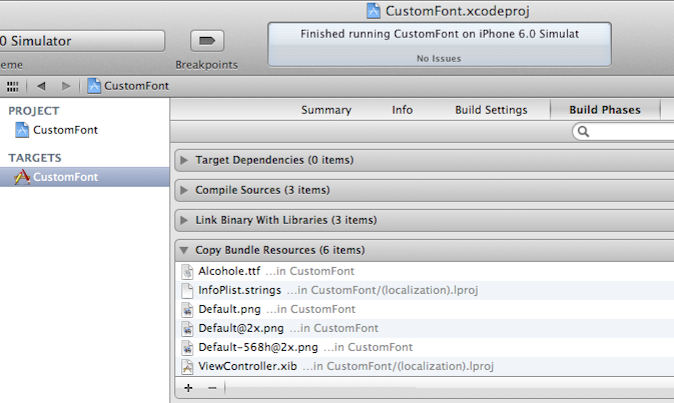 CustomFont.xcodeproj
0 Simulator
Finished running CustomFont on iPhone 6.0 Simulat
No Issues
eme
Breakpoints
CustomFont
PROJECT
CustomFont
TARGETS
CustomFont
Summary Info Build Settings Build Phases
Target Dependencies (0 items)
Compile Sources (3 items)
Link Binary With Libraries (3 items)
Copy Bundle Resources (6 items)
Alcohole.ttf ...in CustomFont
InfoPlist.strings ...in CustomFont/(localization).lproj
Default.png ...in CustomFont
Default@2x.png ...in CustomFont
Default-568h@2x.png ...in CustomFont
ViewController.xib ...in CustomFont/(localization).lproj